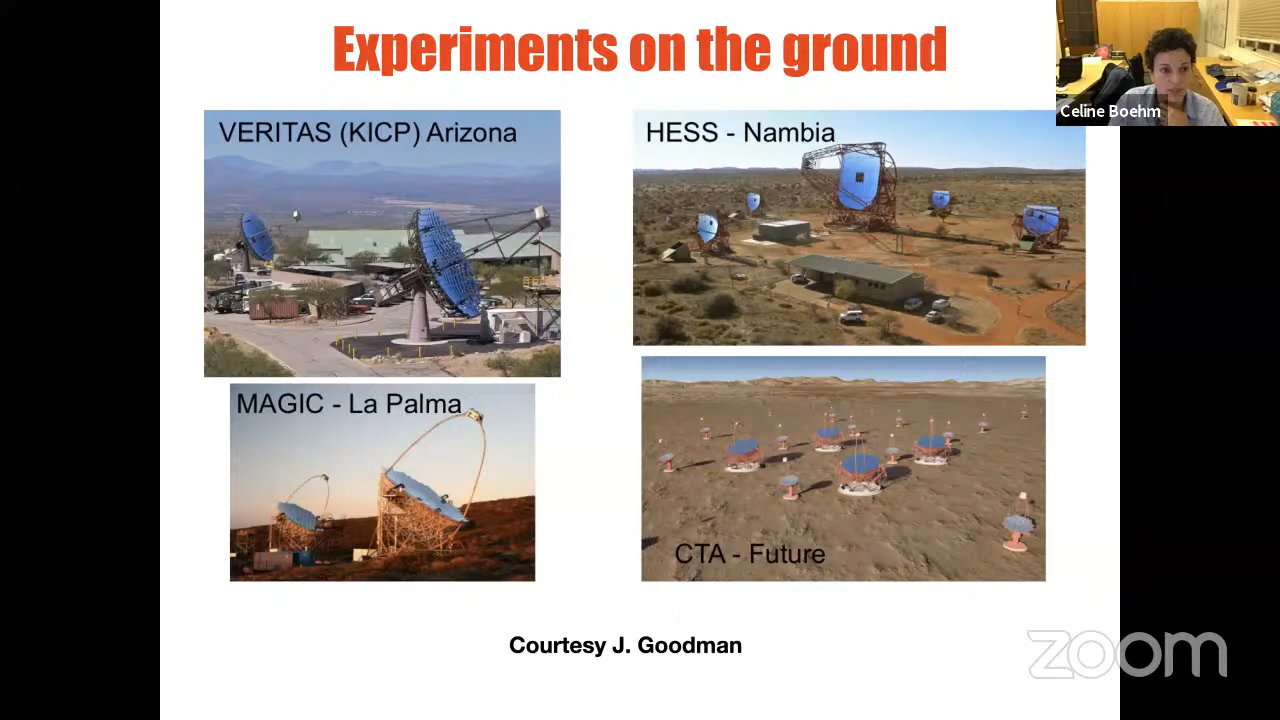 Experiments on the ground
Celine Boehm
VERITAS (KICP) Arizona
HESS - Nambia
MAGIC - La Palma
CTA - Future
Courtesy J. Goodman
zoom